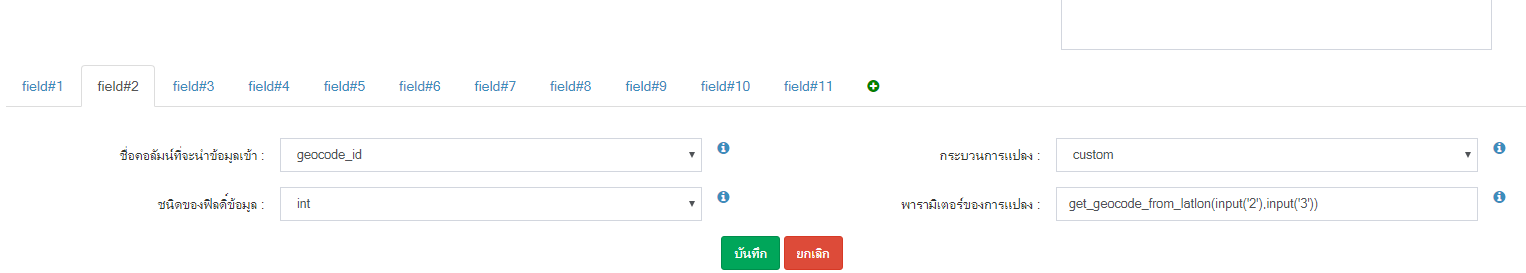 field#1 field#2 field#3 field#4 field#5 field#6 field#7 field#8 field#9 field#10 field#11
ชื่อคอลัมน์ที่จะนำข้อมูลเข้า : geocode_id กระบวนการแปลง : custom
ชนิดของฟิลด์ข้อมูล : int พารามิเตอร์ของการแปลง : get_geocode_from_latlon(input('2'),input('3'))
บันทึก ยกเลิก